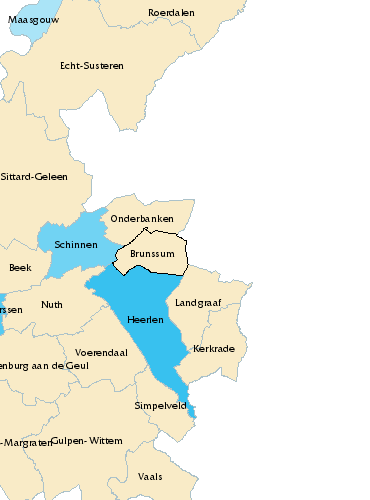 Roerdalen
Maasgouw
Echt-Susteren
Sittard-Geleen
Onderbanken
Schinnen
Brunssum
Beek
Nuth
Landgraaf
rssen
Heerlen
Kerkrade
Voerendaal
enburg aan de Geul
Simpelveld
-Margraten
Gulpen-Wittem
Vaals